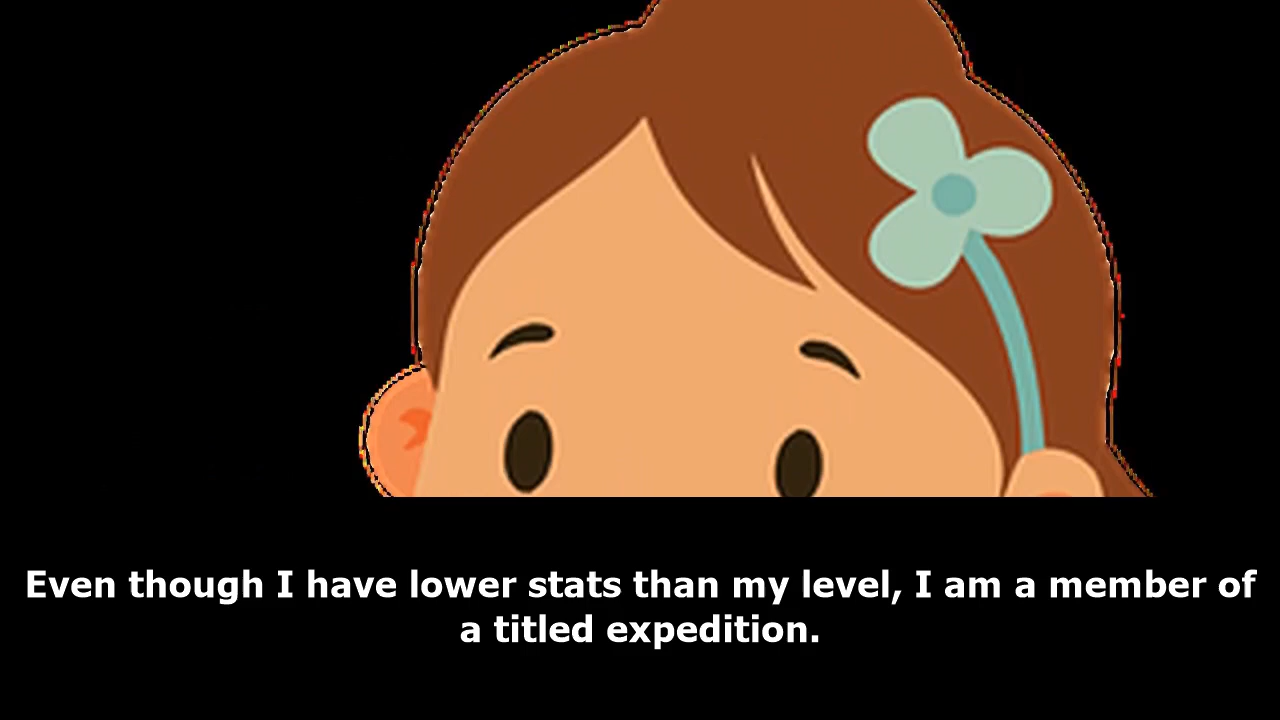 Even though I have lower stats than my level, I am a member of
a titled expedition.